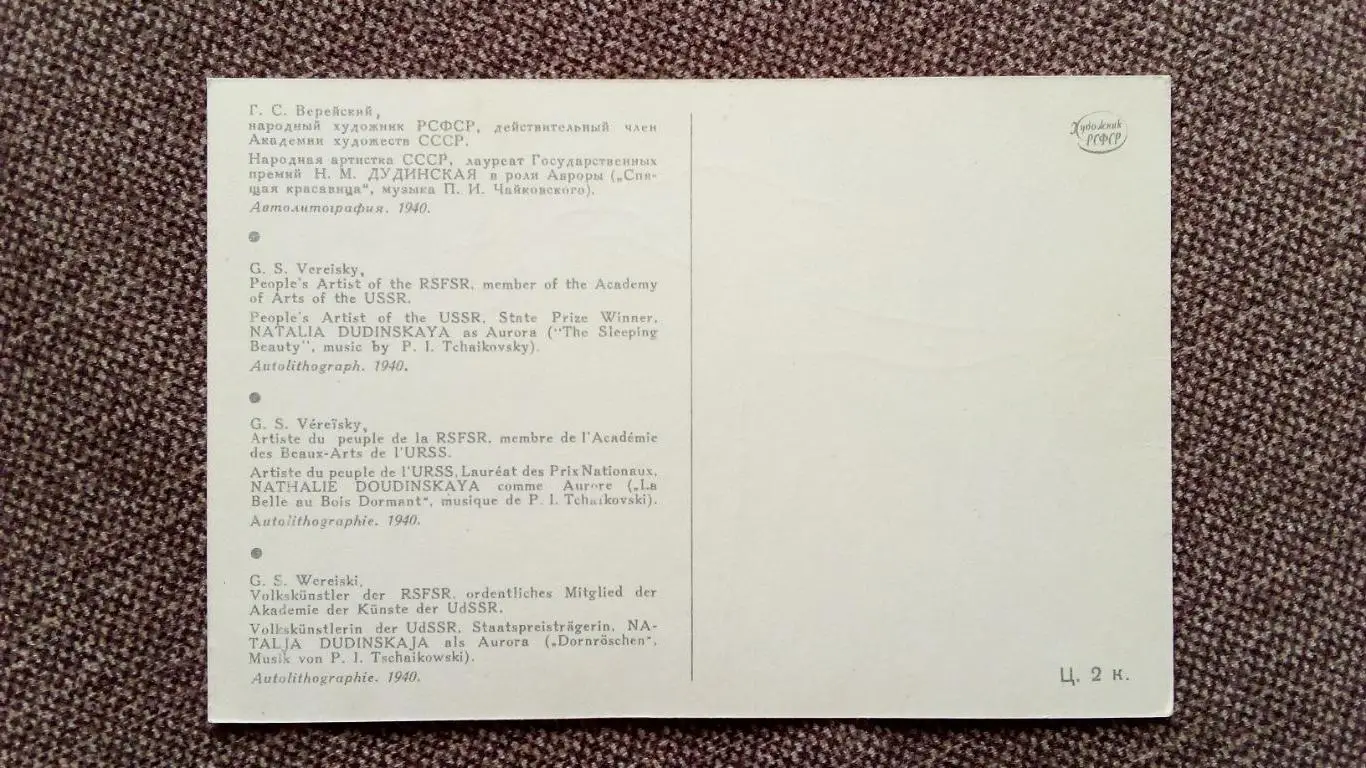 Г. С. Верейский,
народный художник РСФСР, действительный член
Академии художеств СССР.
Народная артистка СССР, лауреат Государственных
премий Н. М. ДУДИНСКАЯ в роли Авроры („Спя-
щая красавица“, музыка П. И. Чайковского).
Автолитография. 1940.
G. S. Vereisky,
People's Artist of the RSFSR, member of the Academy
of Arts of the USSR.
People's Artist of the USSR, State Prize Winner,
NATALIA DUDINSKAYA as Aurora ("The Sleeping
Beauty", music by P. I. Tchaikovsky).
Autolithograph. 1940.
G. S. Véreïsky,
Artiste du peuple de la RSFSR, membre de l'Académie
des Beaux-Arts de l'URSS.
Artiste du peuple de l'URSS, Lauréat des Prix Nationaux,
NATHALIE DOUDINSKAYA comme Aurore („La
Belle au Bois Dormant“, musique de P. I. Tchaikovski).
Autolithographie. 1940.
G. S. Wereiski,
Volkskünstler der RSFSR, ordentliches Mitglied der
Akademie der Künste der UdSSR.
Volkskünstlerin der UdSSR, Staatspreisträgerin, NA-
TALJA DUDINSKAJA als Aurora („Dornröschen“,
Musik von P. I. Tschaikowski).
Autolithographie. 1940.
Художник
РСФСР
Ц. 2 к.